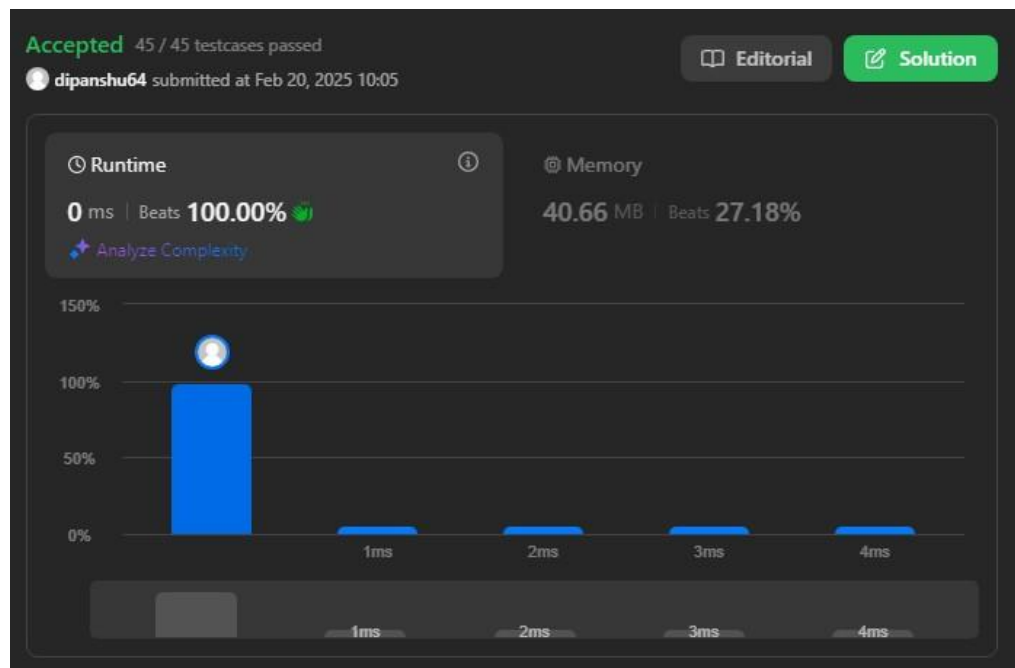 Accepted 45 / 45 testcases passed
dipanshu64 submitted at Feb 20, 2025 10:05
Editorial
Solution
Runtime
0 ms | Beats 100.00%
Analyze Complexity
Memory
40.66 MB | Beats 27.18%
150%
100%
50%
0%
1ms 2ms 3ms 4ms
1ms 2ms 3ms 4ms